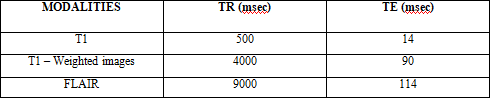 MODALITIES TR (msec) TE (msec)
T1 500 14
T1 – Weighted images 4000 90
FLAIR 9000 114